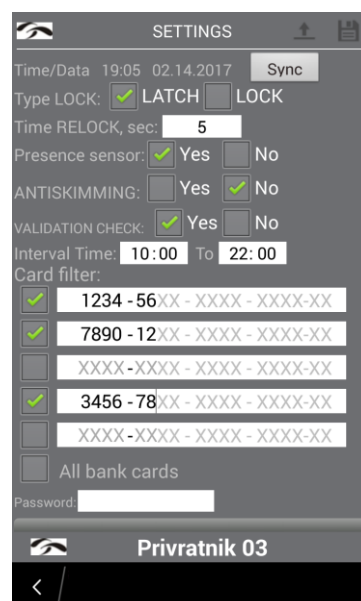 SETTINGS
Time/Data 19:05 02.14.2017 Sync
Type LOCK: LATCH LOCK
Time RELOCK, sec: 5
Presence sensor: Yes No
ANTISKIMMING: Yes No
VALIDATION CHECK: Yes No
Interval Time: 10:00 To 22:00
Card filter:
1234-56XX - XXXX - XXXX-XX
7890-12XX - XXXX - XXXX-XX
XXXX-XXXX - XXXX - XXXX-XX
3456-78XX - XXXX - XXXX-XX
XXXX-XXXX - XXXX - XXXX-XX
All bank cards
Password:
Privratnik 03